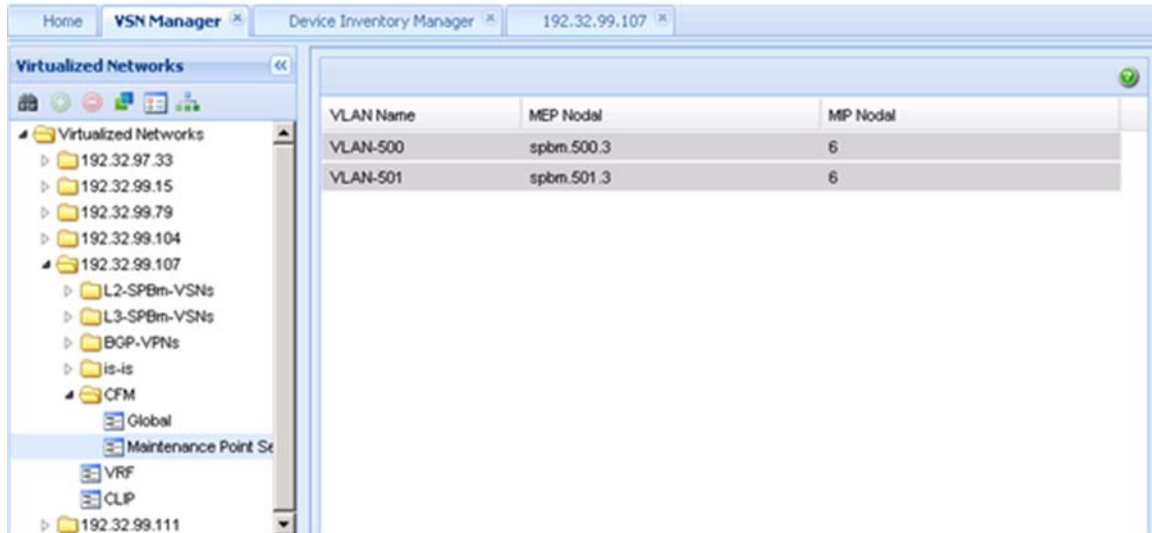 Home VSN Manager Device Inventory Manager 192.32.99.107
Virtualized Networks
VLAN Name MEP Nodal MIP Nodal
Virtualized Networks
VLAN-500 spbm.500.3 6
192.32.97.33
VLAN-501 spbm.501.3 6
192.32.99.15
192.32.99.79
192.32.99.104
192.32.99.107
L2-SPBm-VSNs
L3-SPBm-VSNs
BGP-VPNs
is-is
CFM
Global
Maintenance Point Se
VRF
CLIP
192.32.99.111